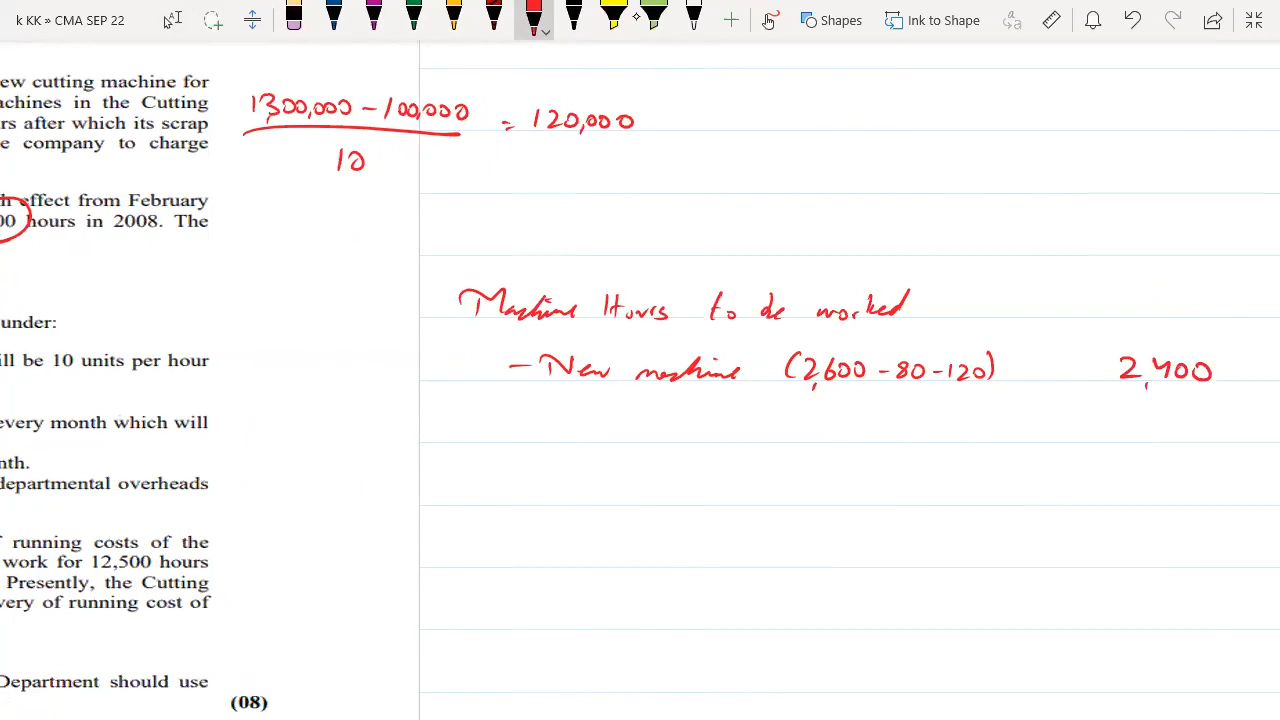 k KK » CMA SEP 22
Shapes
Ink to Shape
ew cutting machine for
achines in the Cutting
rs after which its scrap
e company to charge
h effect from February
00 hours in 2008. The
under:
ill be 10 units per hour
every month which will
nth.
departmental overheads
f running costs of the
work for 12,500 hours
Presently, the Cutting
very of running cost of
Department should use
(08)
1,300,000 - 100,000 = 120,000
10
Machine Hours to be worked
- New machine (2,600 - 80 - 120) 2,400